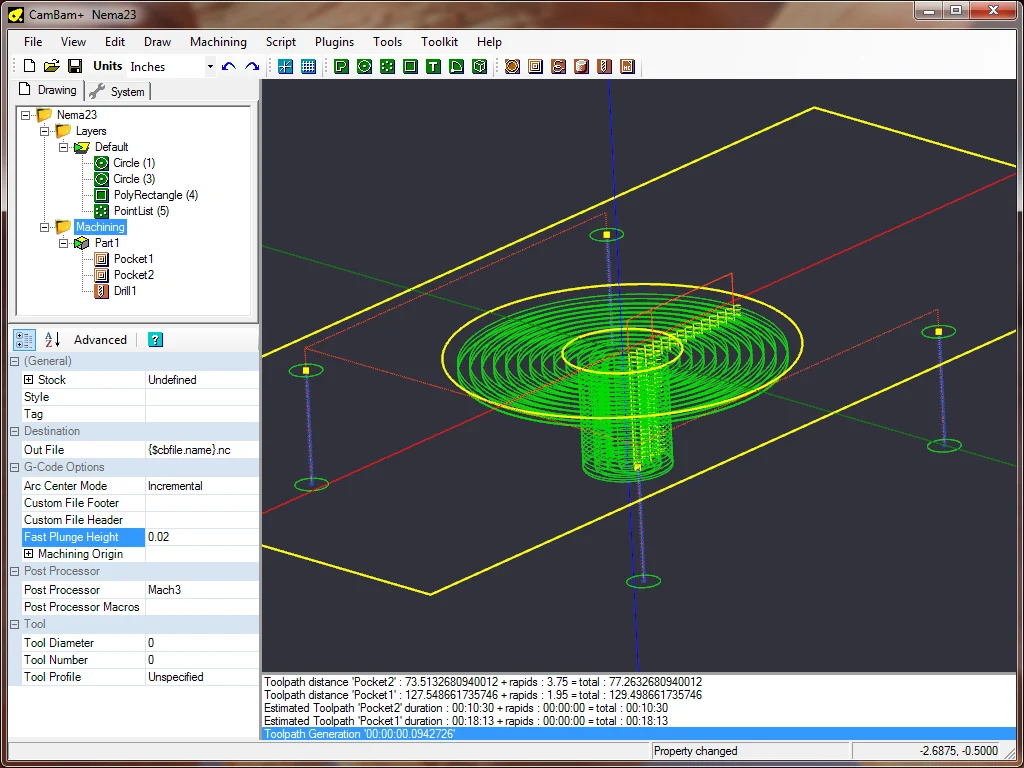 CamBam+ Nema23
File View Edit Draw Machining Script Plugins Tools Toolkit Help
Units Inches
Drawing System
Nema23
Layers
Default
Circle (1)
Circle (3)
PolyRectangle (4)
PointList (5)
Machining
Part1
Pocket1
Pocket2
Drill1
Advanced
(General)
Stock Undefined
Style
Tag
Destination
Out File {$cbfile.name}.nc
G-Code Options
Arc Center Mode Incremental
Custom File Footer
Custom File Header
Fast Plunge Height 0.02
Machining Origin
Post Processor
Post Processor Mach3
Post Processor Macros
Tool
Tool Diameter 0
Tool Number 0
Tool Profile Unspecified
Toolpath distance 'Pocket2' : 73.5132680940012 + rapids : 3.75 = total : 77.2632680940012
Toolpath distance 'Pocket1' : 127.548661735746 + rapids : 1.95 = total : 129.498661735746
Estimated Toolpath 'Pocket2' duration : 00:10:30 + rapids : 00:00:00 = total : 00:10:30
Estimated Toolpath 'Pocket1' duration : 00:18:13 + rapids : 00:00:00 = total : 00:18:13
Toolpath Generation '00:00:00.0942726'
Property changed
-2.6875, -0.5000